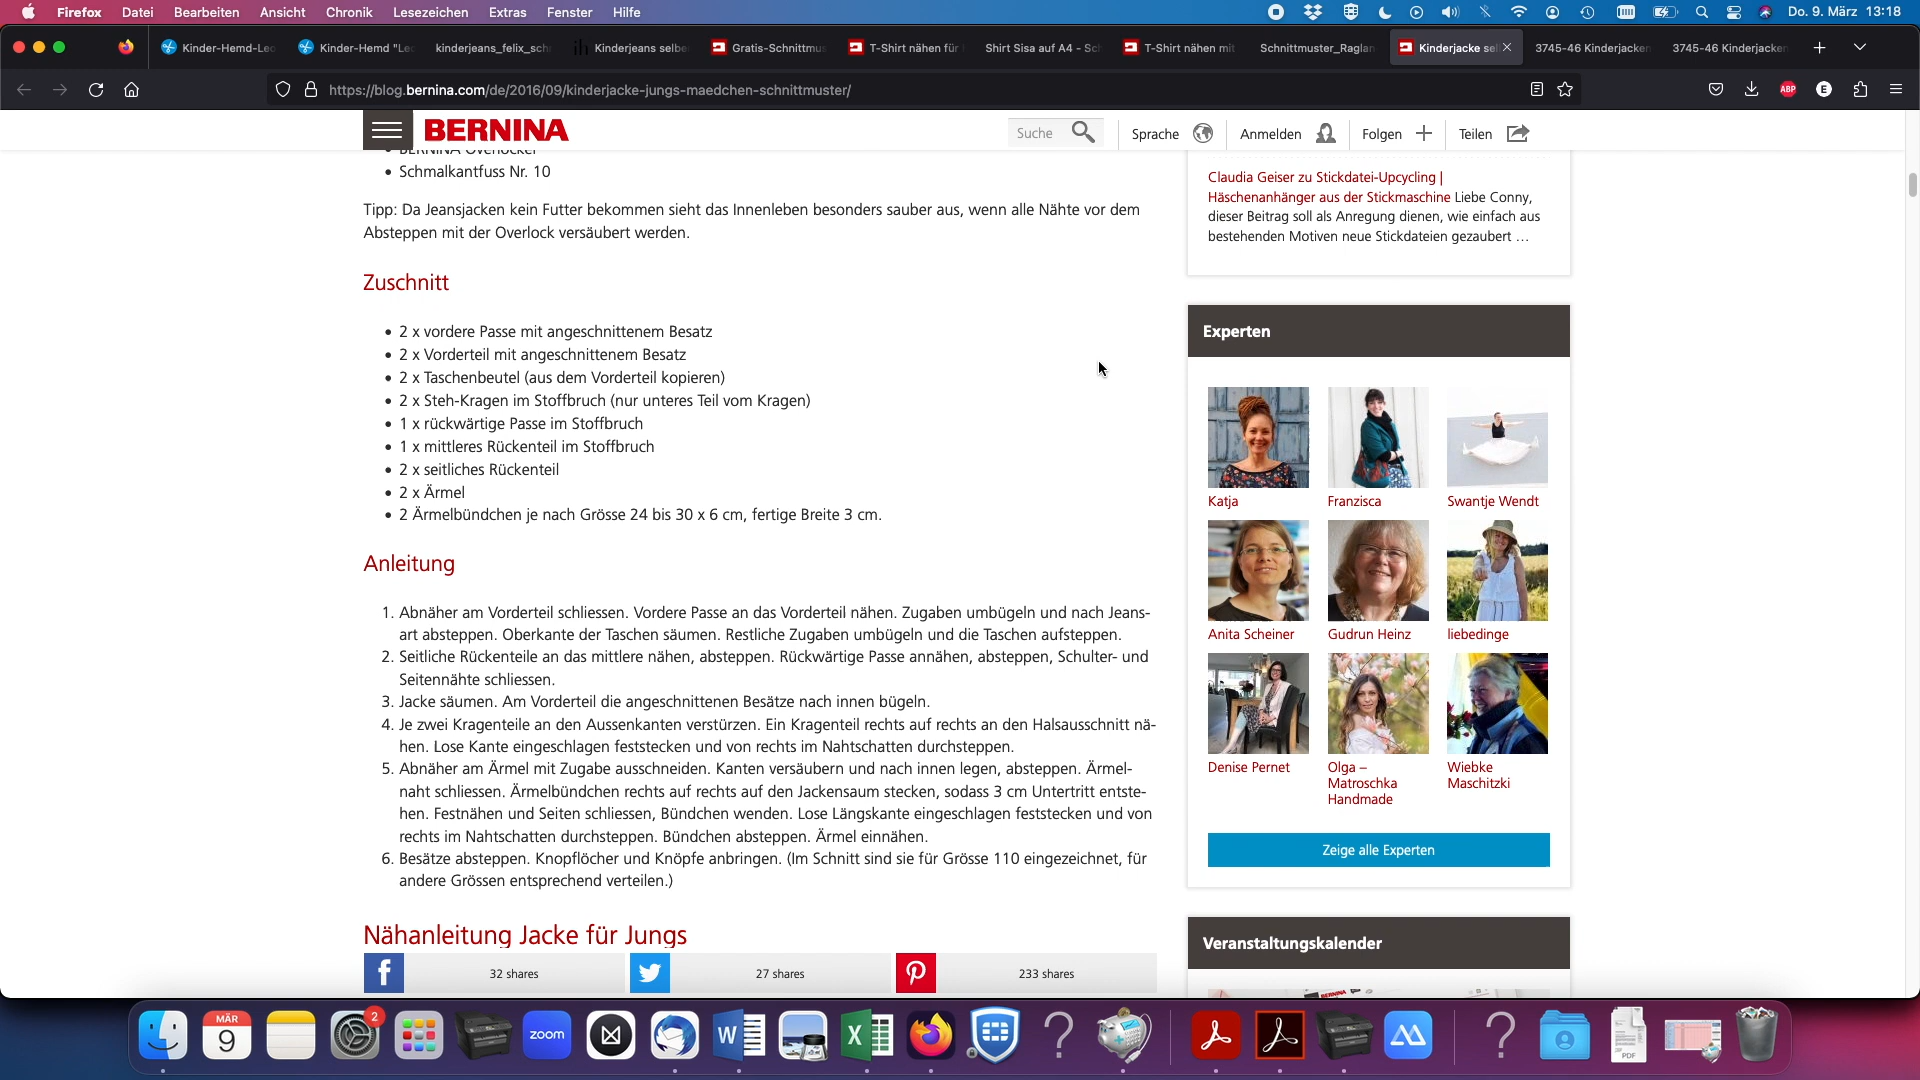 Firefox Datei Bearbeiten Ansicht Chronik Lesezeichen Extras Fenster Hilfe Do. 9. März 13:18
Kinder-Hemd-Leo Kinder-Hemd "Leo kinderjeans_felix_sch Kinderjeans selbe Gratis-Schnittmus T-Shirt nähen für Shirt Sisa auf A4 - Sc T-Shirt nähen mit Schnittmuster_Raglan Kinderjacke sel 3745-46 Kinderjacken 3745-46 Kinderjacken
https://blog.bernina.com/de/2016/09/kinderjacke-jungs-maedchen-schnittmuster/
ABP E
BERNINA Suche Sprache Anmelden Folgen Teilen
BERNINA Overlocker
• Schmalkantfuss Nr. 10
Tipp: Da Jeansjacken kein Futter bekommen sieht das Innenleben besonders sauber aus, wenn alle Nähte vor dem
Absteppen mit der Overlock versäubert werden.
Zuschnitt
• 2 x vordere Passe mit angeschnittenem Besatz
• 2 x Vorderteil mit angeschnittenem Besatz
• 2 x Taschenbeutel (aus dem Vorderteil kopieren)
• 2 x Steh-Kragen im Stoffbruch (nur unteres Teil vom Kragen)
• 1 x rückwärtige Passe im Stoffbruch
• 1 x mittleres Rückenteil im Stoffbruch
• 2 x seitliches Rückenteil
• 2 x Ärmel
• 2 Ärmelbündchen je nach Grösse 24 bis 30 x 6 cm, fertige Breite 3 cm.
Anleitung
1. Abnäher am Vorderteil schliessen. Vordere Passe an das Vorderteil nähen. Zugaben umbügeln und nach Jeans-
art absteppen. Oberkante der Taschen säumen. Restliche Zugaben umbügeln und die Taschen aufsteppen.
2. Seitliche Rückenteile an das mittlere nähen, absteppen. Rückwärtige Passe annähen, absteppen, Schulter- und
Seitennähte schliessen.
3. Jacke säumen. Am Vorderteil die angeschnittenen Besätze nach innen bügeln.
4. Je zwei Kragenteile an den Aussenkanten verstürzen. Ein Kragenteil rechts auf rechts an den Halsausschnitt nä-
hen. Lose Kante eingeschlagen feststecken und von rechts im Nahtschatten durchsteppen.
5. Abnäher am Ärmel mit Zugabe ausschneiden. Kanten versäubern und nach innen legen, absteppen. Ärmel-
naht schliessen. Ärmelbündchen rechts auf rechts auf den Jackensaum stecken, sodass 3 cm Untertritt entste-
hen. Festnähen und Seiten schliessen, Bündchen wenden. Lose Längskante eingeschlagen feststecken und von
rechts im Nahtschatten durchsteppen. Bündchen absteppen. Ärmel einnähen.
6. Besätze absteppen. Knopflöcher und Knöpfe anbringen. (Im Schnitt sind sie für Grösse 110 eingezeichnet, für
andere Grössen entsprechend verteilen.)
Nähanleitung Jacke für Jungs
32 shares 27 shares 233 shares
Claudia Geiser zu Stickdatei-Upcycling |
Häschenanhänger aus der Stickmaschine Liebe Conny,
dieser Beitrag soll als Anregung dienen, wie einfach aus
bestehenden Motiven neue Stickdateien gezaubert ...
Experten
Katja Franzisca Swantje Wendt
Anita Scheiner Gudrun Heinz liebedinge
Denise Pernet Olga – Wiebke
Matroschka Maschitzki
Handmade
Zeige alle Experten
Veranstaltungskalender
MÄR
9
2
zoom
PDF